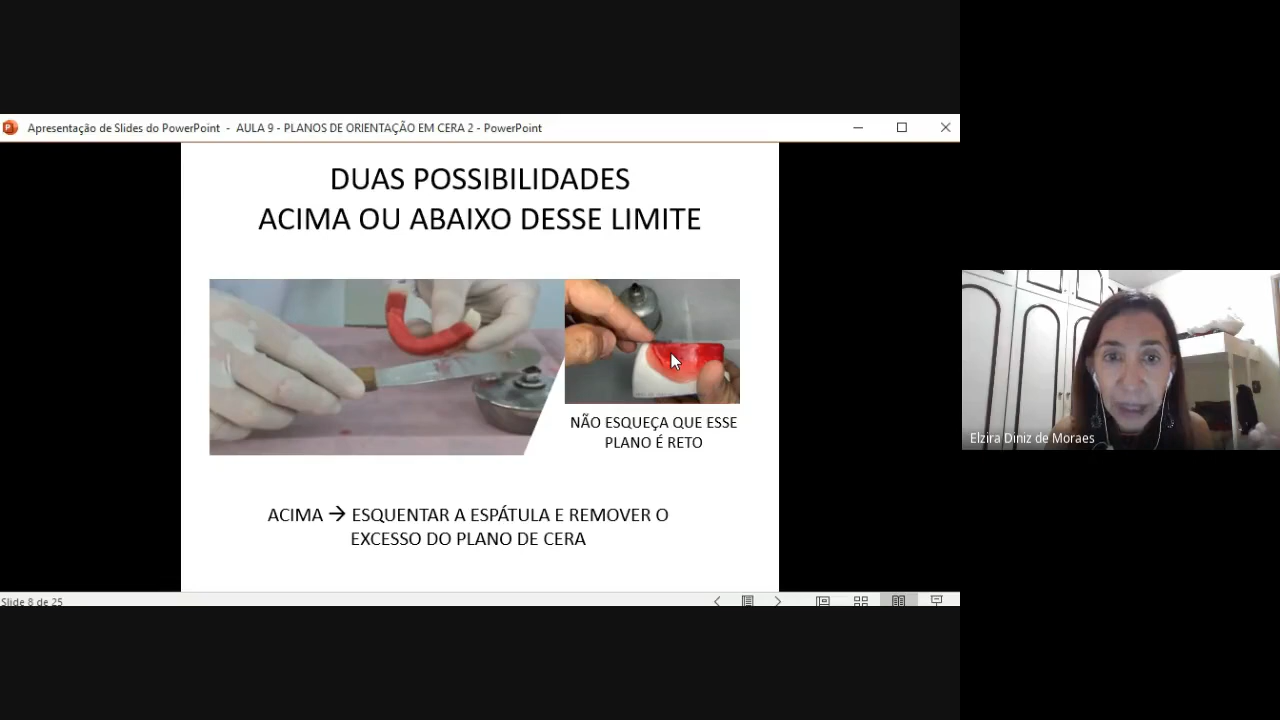 Apresentação de Slides do PowerPoint - AULA 9 - PLANOS DE ORIENTAÇÃO EM CERA 2 - PowerPoint
DUAS POSSIBILIDADES
ACIMA OU ABAIXO DESSE LIMITE
NÃO ESQUEÇA QUE ESSE
PLANO É RETO
ACIMA → ESQUENTAR A ESPÁTULA E REMOVER O
EXCESSO DO PLANO DE CERA
Slide 8 de 25
Elzira Diniz de Moraes